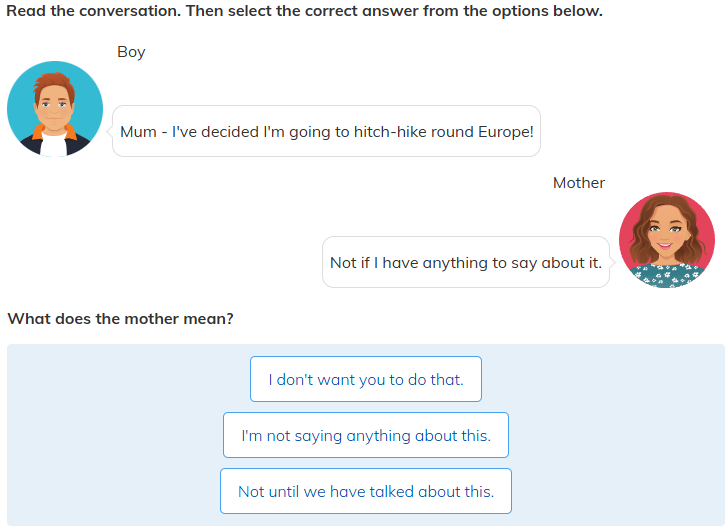 Read the conversation. Then select the correct answer from the options below.
Boy
Mum - I've decided I'm going to hitch-hike round Europe!
Mother
Not if I have anything to say about it.
What does the mother mean?
I don't want you to do that.
I'm not saying anything about this.
Not until we have talked about this.